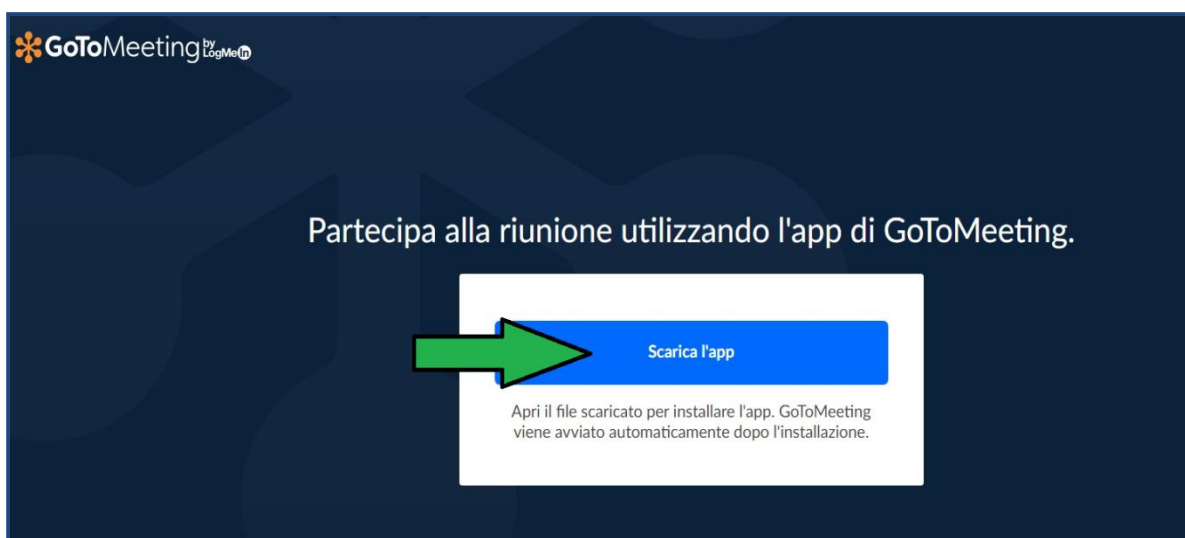 GoToMeeting by LogMeIn
Partecipa alla riunione utilizzando l'app di GoToMeeting.
Scarica l'app
Apri il file scaricato per installare l'app. GoToMeeting
viene avviato automaticamente dopo l'installazione.